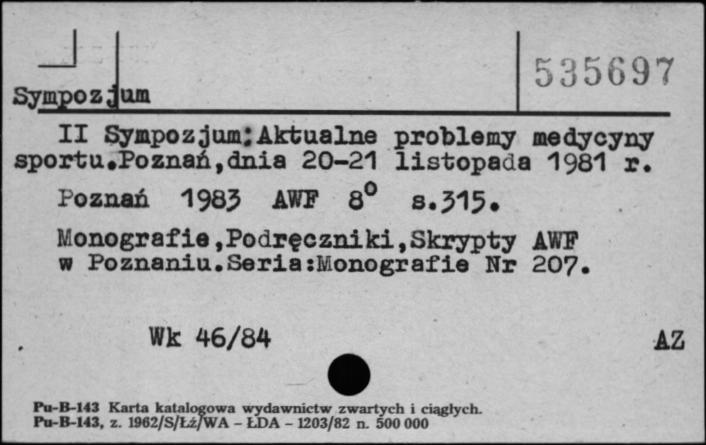 535697
Sympozjum
II Sympozjum:Aktualne problemy medycyny
sportu.Poznań,dnia 20-21 listopada 1981 r.
Poznań 1983 AWF 8° s.315.
Monografie,Podręczniki,Skrypty AWF
w Poznaniu.Seria:Monografie Nr 207.
Wk 46/84 AZ
Pu-B-143 Karta katalogowa wydawnictw zwartych i ciągłych.
Pu-B-143, z. 1962/S/Łź/WA - ŁDA - 1203/82 n. 500 000